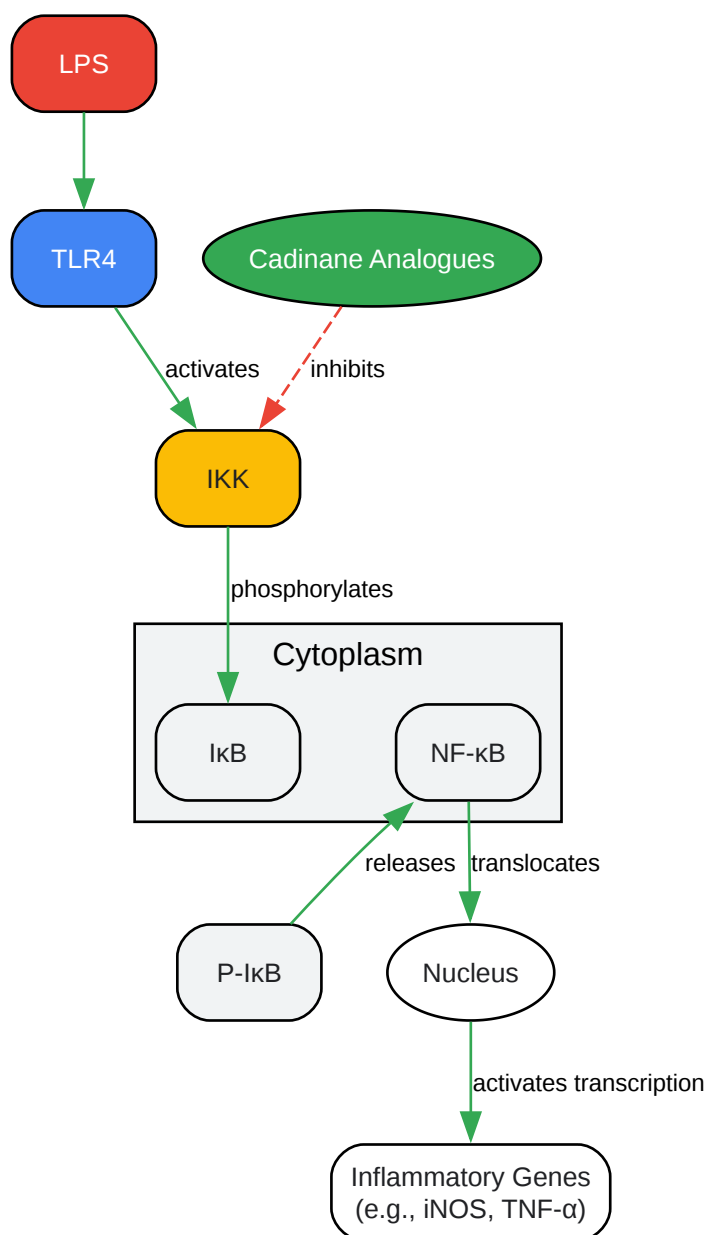 LPS
TLR4
Cadinane Analogues
activates
inhibits
IKK
phosphorylates
Cytoplasm
IκB
NF-κB
releases
translocates
P-IκB
Nucleus
activates transcription
Inflammatory Genes
(e.g., iNOS, TNF-α)